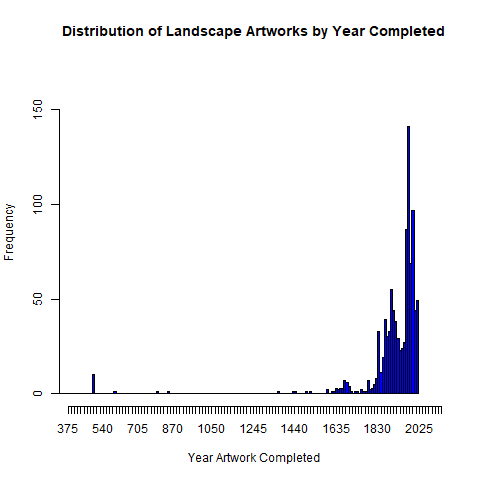 Distribution of Landscape Artworks by Year Completed
150
100
50
0
Frequency
375 540 705 870 1050 1245 1440 1635 1830 2025
Year Artwork Completed